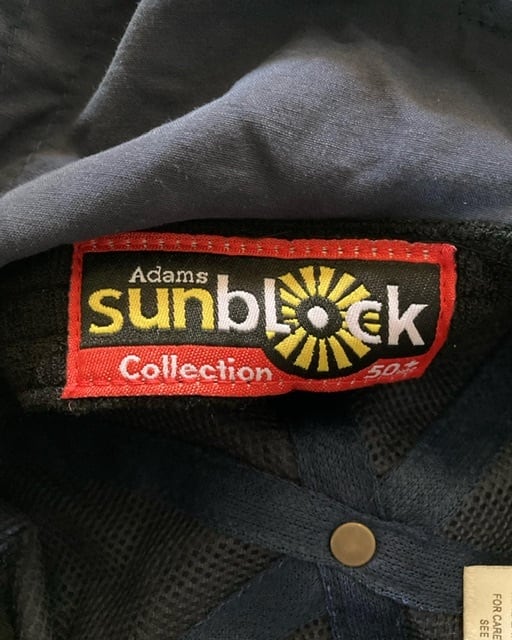 Adams
sunblock
Collection 50+
FOR CARE
SEE